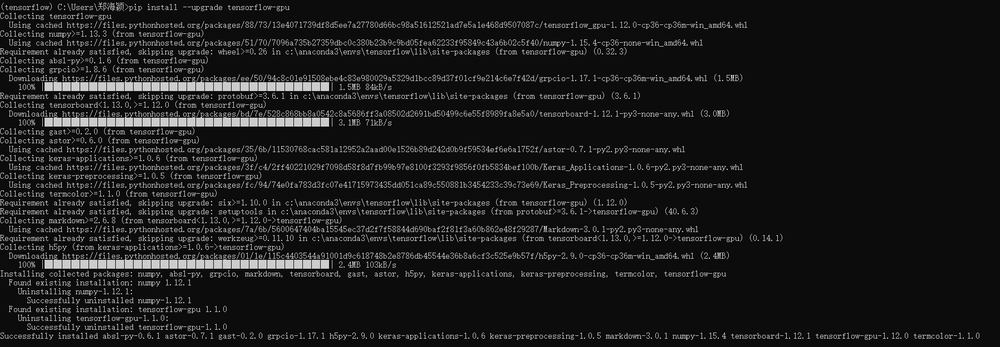 (tensorflow) C:\Users\郑海颖>pip install --upgrade tensorflow-gpu
Collecting tensorflow-gpu
Using cached https://files.pythonhosted.org/packages/88/73/13e4071739df8d5ee7a27780d66bc98a51612521ad7e5a1e468d9507087c/tensorflow_gpu-1.12.0-cp36-cp36m-win_amd64.whl
Collecting numpy>=1.13.3 (from tensorflow-gpu)
Using cached https://files.pythonhosted.org/packages/51/70/7096a735b27359dbc0c380b23b9c9bd05fea62233f95849c43a6b02c5f40/numpy-1.15.4-cp36-none-win_amd64.whl
Requirement already satisfied, skipping upgrade: wheel>=0.26 in c:\anaconda3\envs\tensorflow\lib\site-packages (from tensorflow-gpu) (0.32.3)
Collecting absl-py>=0.1.6 (from tensorflow-gpu)
Collecting grpcio>=1.8.6 (from tensorflow-gpu)
Downloading https://files.pythonhosted.org/packages/ee/50/94c8c01e91508ebe4c83e980029a5329d1bcc89d37f01cf9e214c6e7f42d/grpcio-1.17.1-cp36-cp36m-win_amd64.whl (1.5MB)
100% |████████████████████████████████| 1.5MB 84kB/s
Requirement already satisfied, skipping upgrade: protobuf>=3.6.1 in c:\anaconda3\envs\tensorflow\lib\site-packages (from tensorflow-gpu) (3.6.1)
Collecting tensorboard<1.13.0,>=1.12.0 (from tensorflow-gpu)
Downloading https://files.pythonhosted.org/packages/bd/7e/528c868bb8a0542c8a5686ff3a08502d2691bd50499c6e55f8989fa8e5a0/tensorboard-1.12.1-py3-none-any.whl (3.0MB)
100% |████████████████████████████████| 3.1MB 71kB/s
Collecting gast>=0.2.0 (from tensorflow-gpu)
Collecting astor>=0.6.0 (from tensorflow-gpu)
Using cached https://files.pythonhosted.org/packages/35/6b/11530768cac581a12952a2aad00e1526b89d242d0b9f59534ef6e6a1752f/astor-0.7.1-py2.py3-none-any.whl
Collecting keras-applications>=1.0.6 (from tensorflow-gpu)
Using cached https://files.pythonhosted.org/packages/3f/c4/2ff40221029f7098d58f8d7fb99b97e8100f3293f9856f0fb5834bef100b/Keras_Applications-1.0.6-py2.py3-none-any.whl
Collecting keras-preprocessing>=1.0.5 (from tensorflow-gpu)
Using cached https://files.pythonhosted.org/packages/fc/94/74e0fa783d3fc07e41715973435dd051ca89c550881b3454233c39c73e69/Keras_Preprocessing-1.0.5-py2.py3-none-any.whl
Collecting termcolor>=1.1.0 (from tensorflow-gpu)
Requirement already satisfied, skipping upgrade: six>=1.10.0 in c:\anaconda3\envs\tensorflow\lib\site-packages (from tensorflow-gpu) (1.12.0)
Requirement already satisfied, skipping upgrade: setuptools in c:\anaconda3\envs\tensorflow\lib\site-packages (from protobuf>=3.6.1->tensorflow-gpu) (40.6.3)
Collecting markdown>=2.6.8 (from tensorboard<1.13.0,>=1.12.0->tensorflow-gpu)
Using cached https://files.pythonhosted.org/packages/7a/6b/5600647404ba15545ec37d2f7f58844d690baf2f81f3a60b862e48f29287/Markdown-3.0.1-py2.py3-none-any.whl
Requirement already satisfied, skipping upgrade: werkzeug>=0.11.10 in c:\anaconda3\envs\tensorflow\lib\site-packages (from tensorboard<1.13.0,>=1.12.0->tensorflow-gpu) (0.14.1)
Collecting h5py (from keras-applications>=1.0.6->tensorflow-gpu)
Downloading https://files.pythonhosted.org/packages/01/1e/115c4403544a91001d9c618748b2e8786db45544e36b8a6cf3c525e9b57f/h5py-2.9.0-cp36-cp36m-win_amd64.whl (2.4MB)
100% |████████████████████████████████| 2.4MB 103kB/s
Installing collected packages: numpy, absl-py, grpcio, markdown, tensorboard, gast, astor, h5py, keras-applications, keras-preprocessing, termcolor, tensorflow-gpu
Found existing installation: numpy 1.12.1
Uninstalling numpy-1.12.1:
Successfully uninstalled numpy-1.12.1
Found existing installation: tensorflow-gpu 1.1.0
Uninstalling tensorflow-gpu-1.1.0:
Successfully uninstalled tensorflow-gpu-1.1.0
Successfully installed absl-py-0.6.1 astor-0.7.1 gast-0.2.0 grpcio-1.17.1 h5py-2.9.0 keras-applications-1.0.6 keras-preprocessing-1.0.5 markdown-3.0.1 numpy-1.15.4 tensorboard-1.12.1 tensorflow-gpu-1.12.0 termcolor-1.1.0